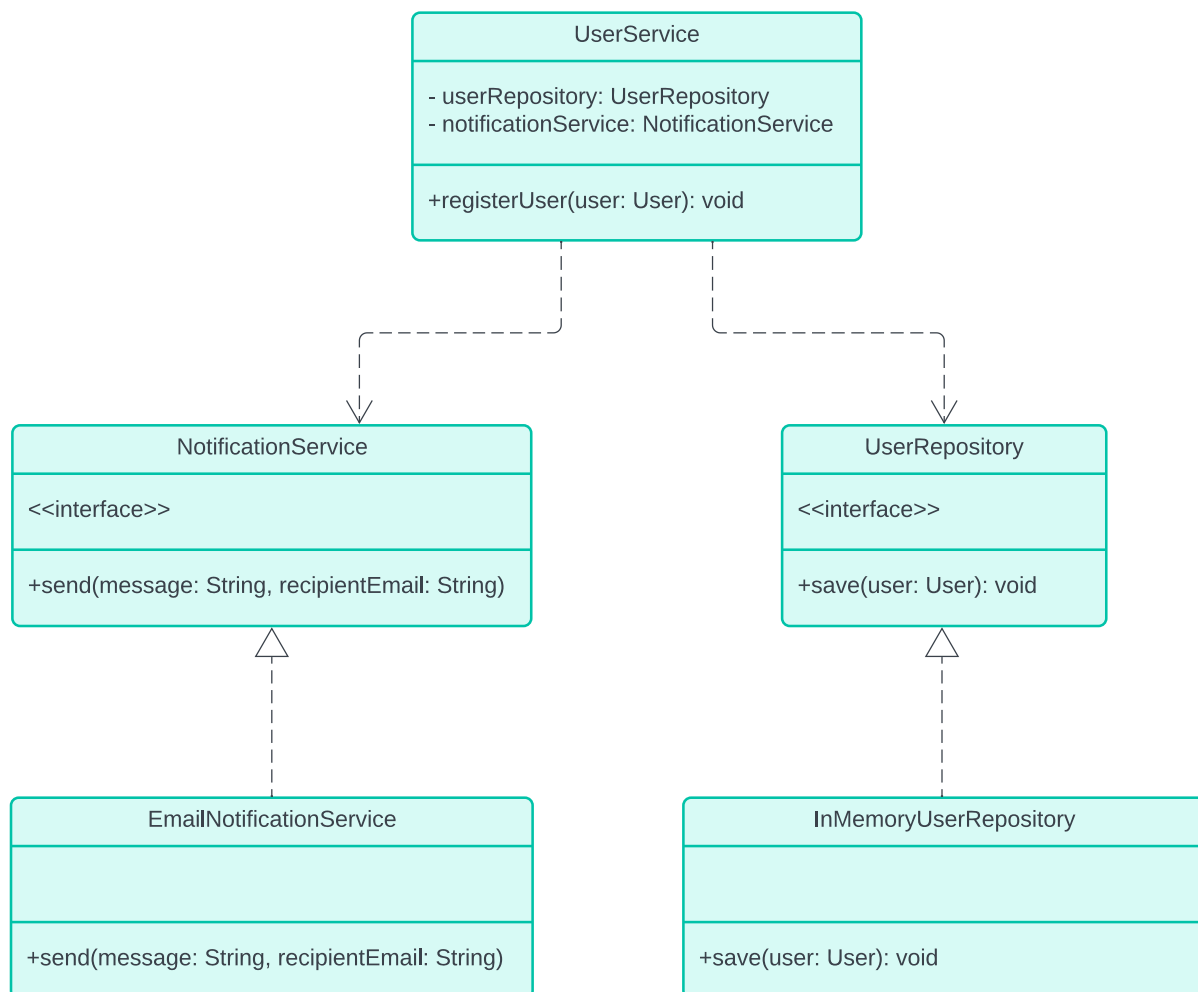 UserService
- userRepository: UserRepository
- notificationService: NotificationService
+registerUser(user: User): void
NotificationService
<<interface>>
+send(message: String, recipientEmail: String)
UserRepository
<<interface>>
+save(user: User): void
EmailNotificationService
+send(message: String, recipientEmail: String)
InMemoryUserRepository
+save(user: User): void